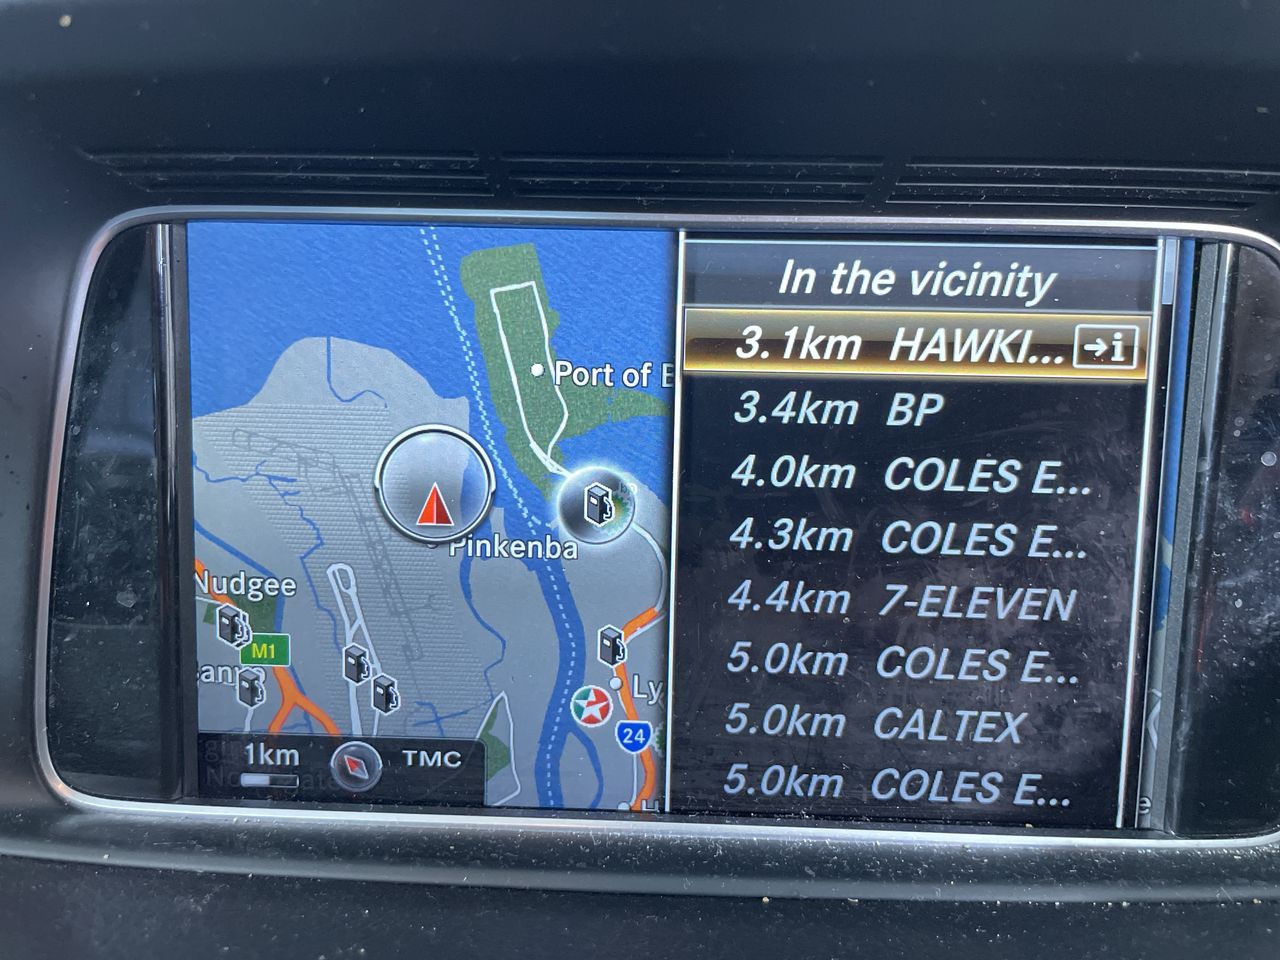 In the vicinity
3.1km HAWKI... →i
3.4km BP
4.0km COLES E...
4.3km COLES E...
4.4km 7-ELEVEN
5.0km COLES E...
5.0km CALTEX
5.0km COLES E...
Port of B
Pinkenba
Nudgee
M1
Ly
24
1km
TMC